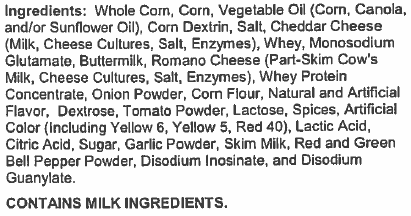 Ingredients: Whole Corn, Corn, Vegetable Oil (Corn, Canola,
and/or Sunflower Oil), Corn Dextrin, Salt, Cheddar Cheese
(Milk, Cheese Cultures, Salt, Enzymes), Whey, Monosodium
Glutamate, Buttermilk, Romano Cheese (Part-Skim Cow's
Milk, Cheese Cultures, Salt, Enzymes), Whey Protein
Concentrate, Onion Powder, Corn Flour, Natural and Artificial
Flavor, Dextrose, Tomato Powder, Lactose, Spices, Artificial
Color (Including Yellow 6, Yellow 5, Red 40), Lactic Acid,
Citric Acid, Sugar, Garlic Powder, Skim Milk, Red and Green
Bell Pepper Powder, Disodium Inosinate, and Disodium
Guanylate.
CONTAINS MILK INGREDIENTS.